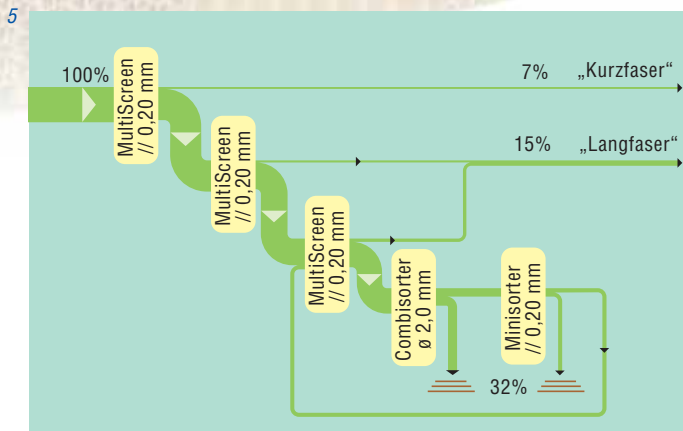 5
100%
MultiScreen
// 0,20 mm
7% „Kurzfaser“
MultiScreen
// 0,20 mm
15% „Langfaser“
MultiScreen
// 0,20 mm
Combisorter
ø 2,0 mm
Minisorter
// 0,20 mm
32%